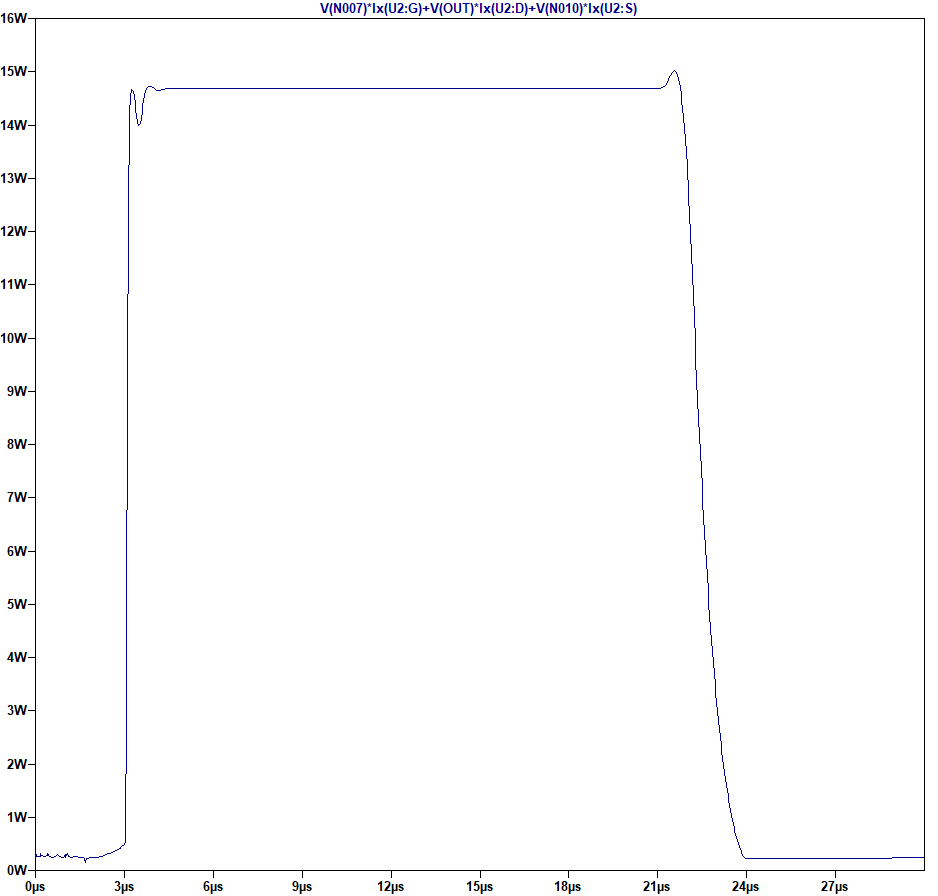 V(N007)*Ix(U2:G)+V(OUT)*Ix(U2:D)+V(N010)*Ix(U2:S)
16W
15W
14W
13W
12W
11W
10W
9W
8W
7W
6W
5W
4W
3W
2W
1W
0W
0µs 3µs 6µs 9µs 12µs 15µs 18µs 21µs 24µs 27µs